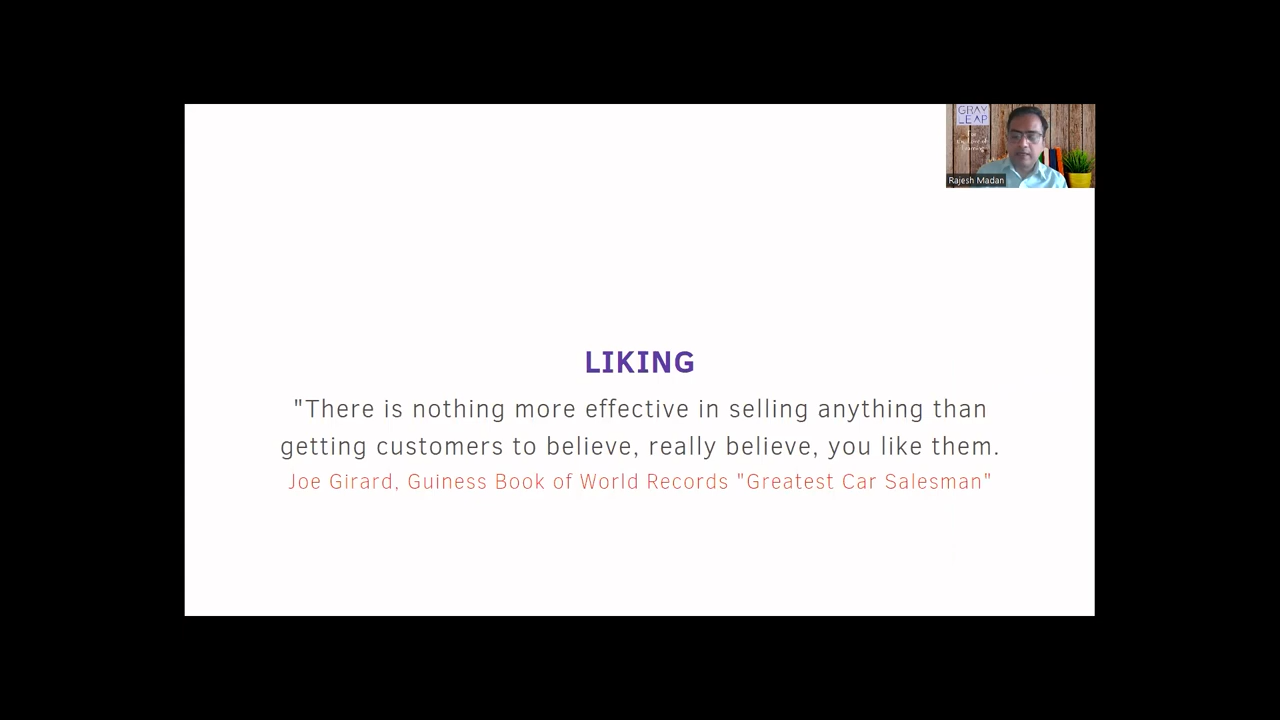 GRAY
LEAP
Rajesh Madan
LIKING
"There is nothing more effective in selling anything than
getting customers to believe, really believe, you like them.
Joe Girard, Guiness Book of World Records "Greatest Car Salesman"